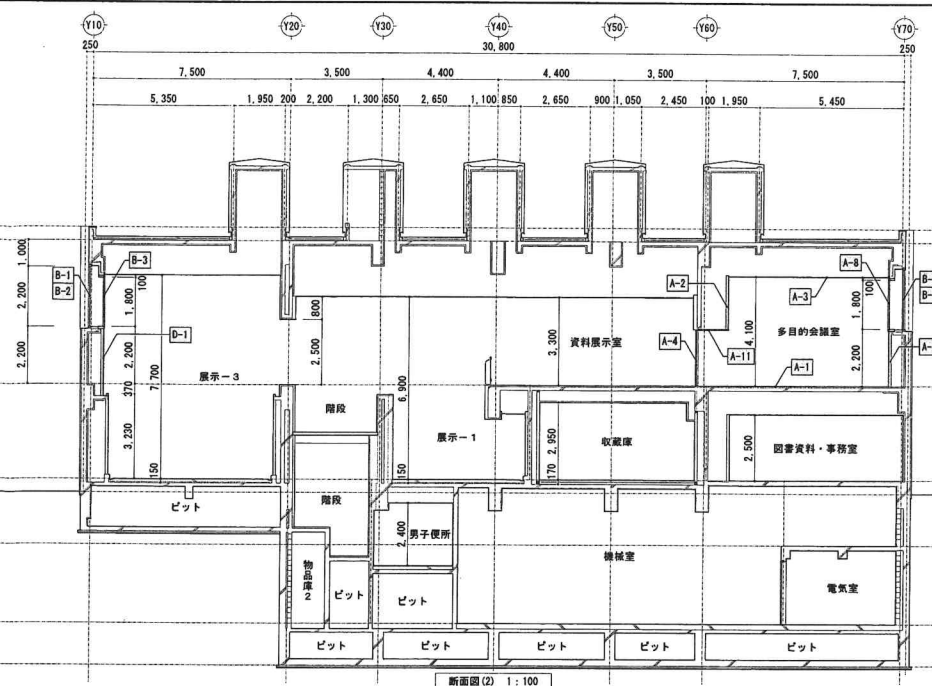 Y10 Y20 Y30 Y40 Y50 Y60 Y70
250 30,800 250
7,500 3,500 4,400 4,400 3,500 7,500
5,350 1,950 200 2,200 1,300 650 2,650 1,100 850 2,650 900 1,050 2,450 100 1,950 5,450
1,000
2,200
2,200
B-1
B-2
B-3
100
1,800
2,200
370
3,230
150
7,700
D-1
展示-3
800
2,500
6,900
150
3,300
資料展示室
A-2
A-4
A-11
4,100
A-3
A-8
100
1,800
2,200
多目的会議室
A-1
B-
B-
A-
階段
展示-1
2,950
170
収蔵庫
2,500
図書資料・事務室
ピット
階段
2,400
男子便所
機械室
物品庫2
ピット
ピット
電気室
ピット
ピット
ピット
ピット
ピット
断面図(2) 1:100